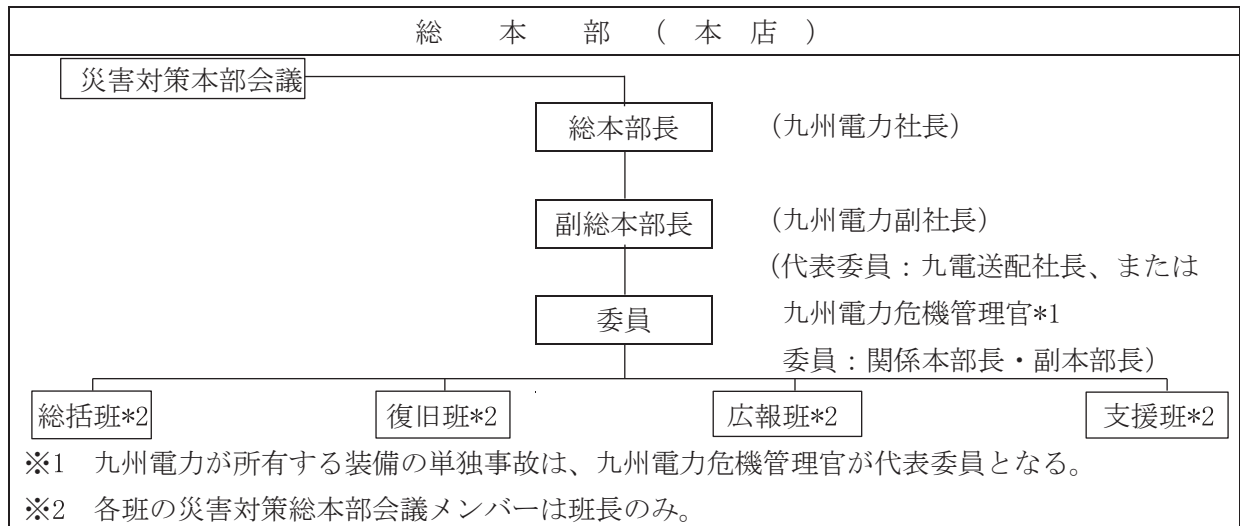 総本部(本店)
災害対策本部会議
総本部長 (九州電力社長)
副総本部長 (九州電力副社長)
(代表委員：九電送配社長、または
委員 九州電力危機管理官*1
委員：関係本部長・副本部長)
総括班*2 復旧班*2 広報班*2 支援班*2
※1 九州電力が所有する装備の単独事故は、九州電力危機管理官が代表委員となる。
※2 各班の災害対策総本部会議メンバーは班長のみ。